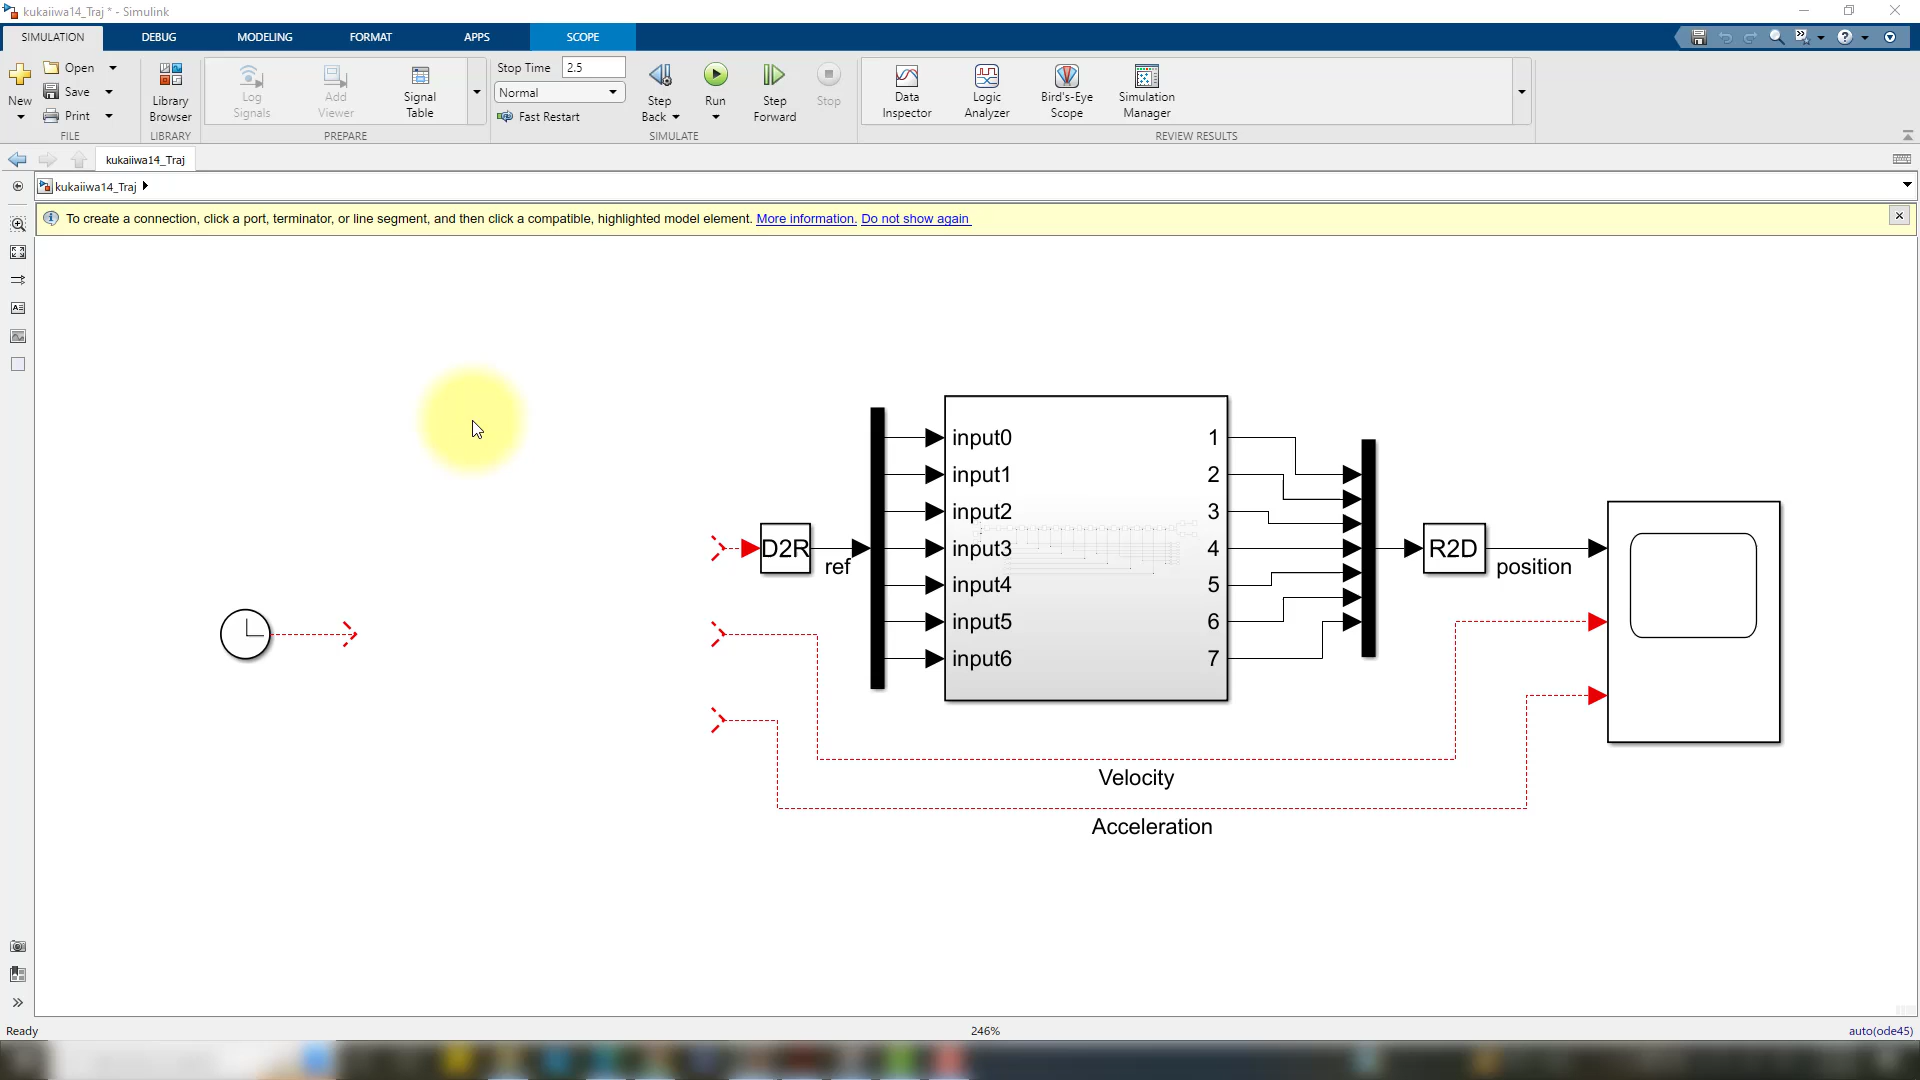 kukaiiwa14_Traj * - Simulink
SIMULATION DEBUG MODELING FORMAT APPS SCOPE
New
Open
Save
Print
FILE
Library
Browser
LIBRARY
Log
Signals
Add
Viewer
Signal
Table
PREPARE
Stop Time 2.5
Normal
Fast Restart
Step
Back
Run
Step
Forward
Stop
SIMULATE
Data
Inspector
Logic
Analyzer
Bird's-Eye
Scope
Simulation
Manager
REVIEW RESULTS
kukaiiwa14_Traj
kukaiiwa14_Traj
To create a connection, click a port, terminator, or line segment, and then click a compatible, highlighted model element. More information. Do not show again
D2R
ref
input0 1
input1 2
input2 3
input3 4
input4 5
input5 6
input6 7
R2D
position
Velocity
Acceleration
Ready 246% auto(ode45)